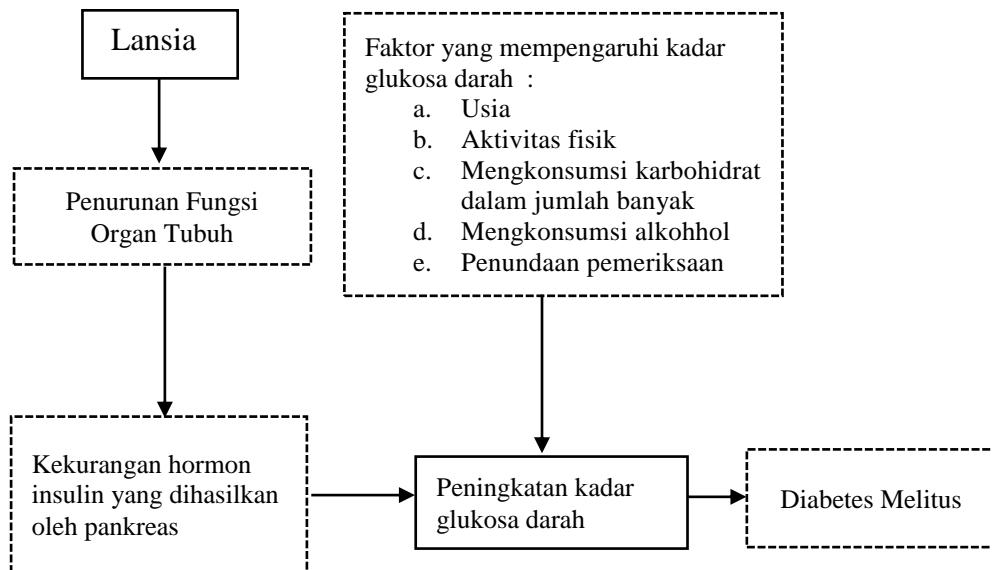 Lansia
Faktor yang mempengaruhi kadar
glukosa darah :
a. Usia
b. Aktivitas fisik
c. Mengkonsumsi karbohidrat
dalam jumlah banyak
d. Mengkonsumsi alkohhol
e. Penundaan pemeriksaan
Penurunan Fungsi
Organ Tubuh
Kekurangan hormon
insulin yang dihasilkan
oleh pankreas
Peningkatan kadar
glukosa darah
Diabetes Melitus